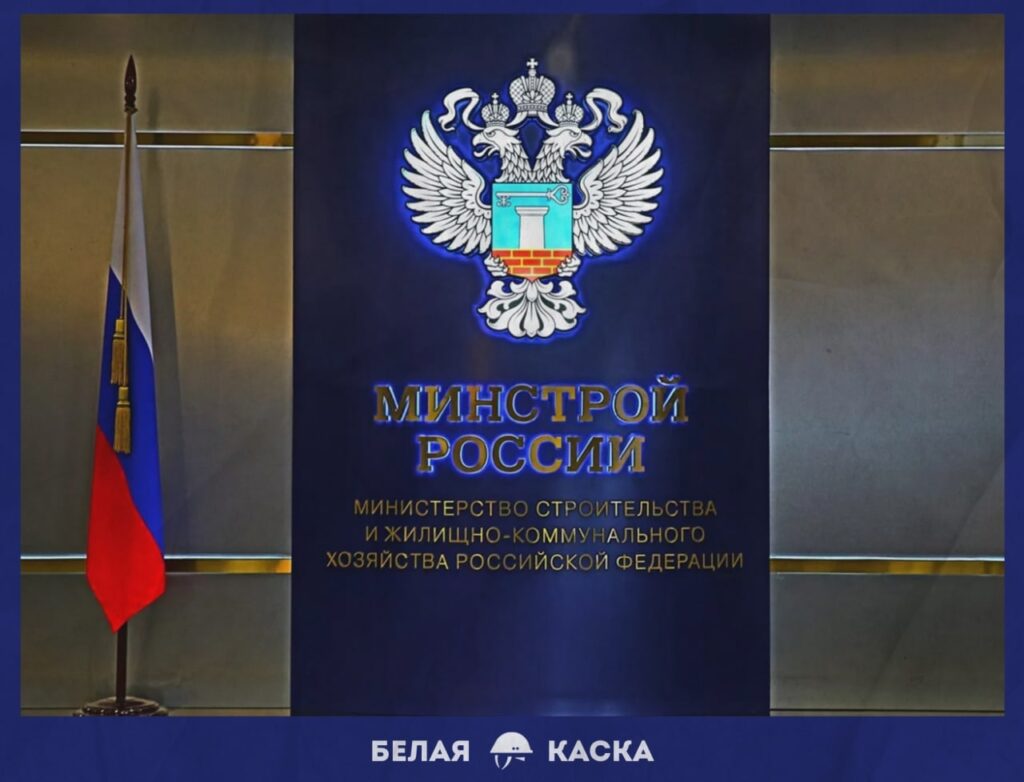 МИНСТРОЙ
РОССИИ
МИНИСТЕРСТВО СТРОИТЕЛЬСТВА
И ЖИЛИЩНО-КОММУНАЛЬНОГО
ХОЗЯЙСТВА РОССИЙСКОЙ ФЕДЕРАЦИИ
БЕЛАЯ КАСКА